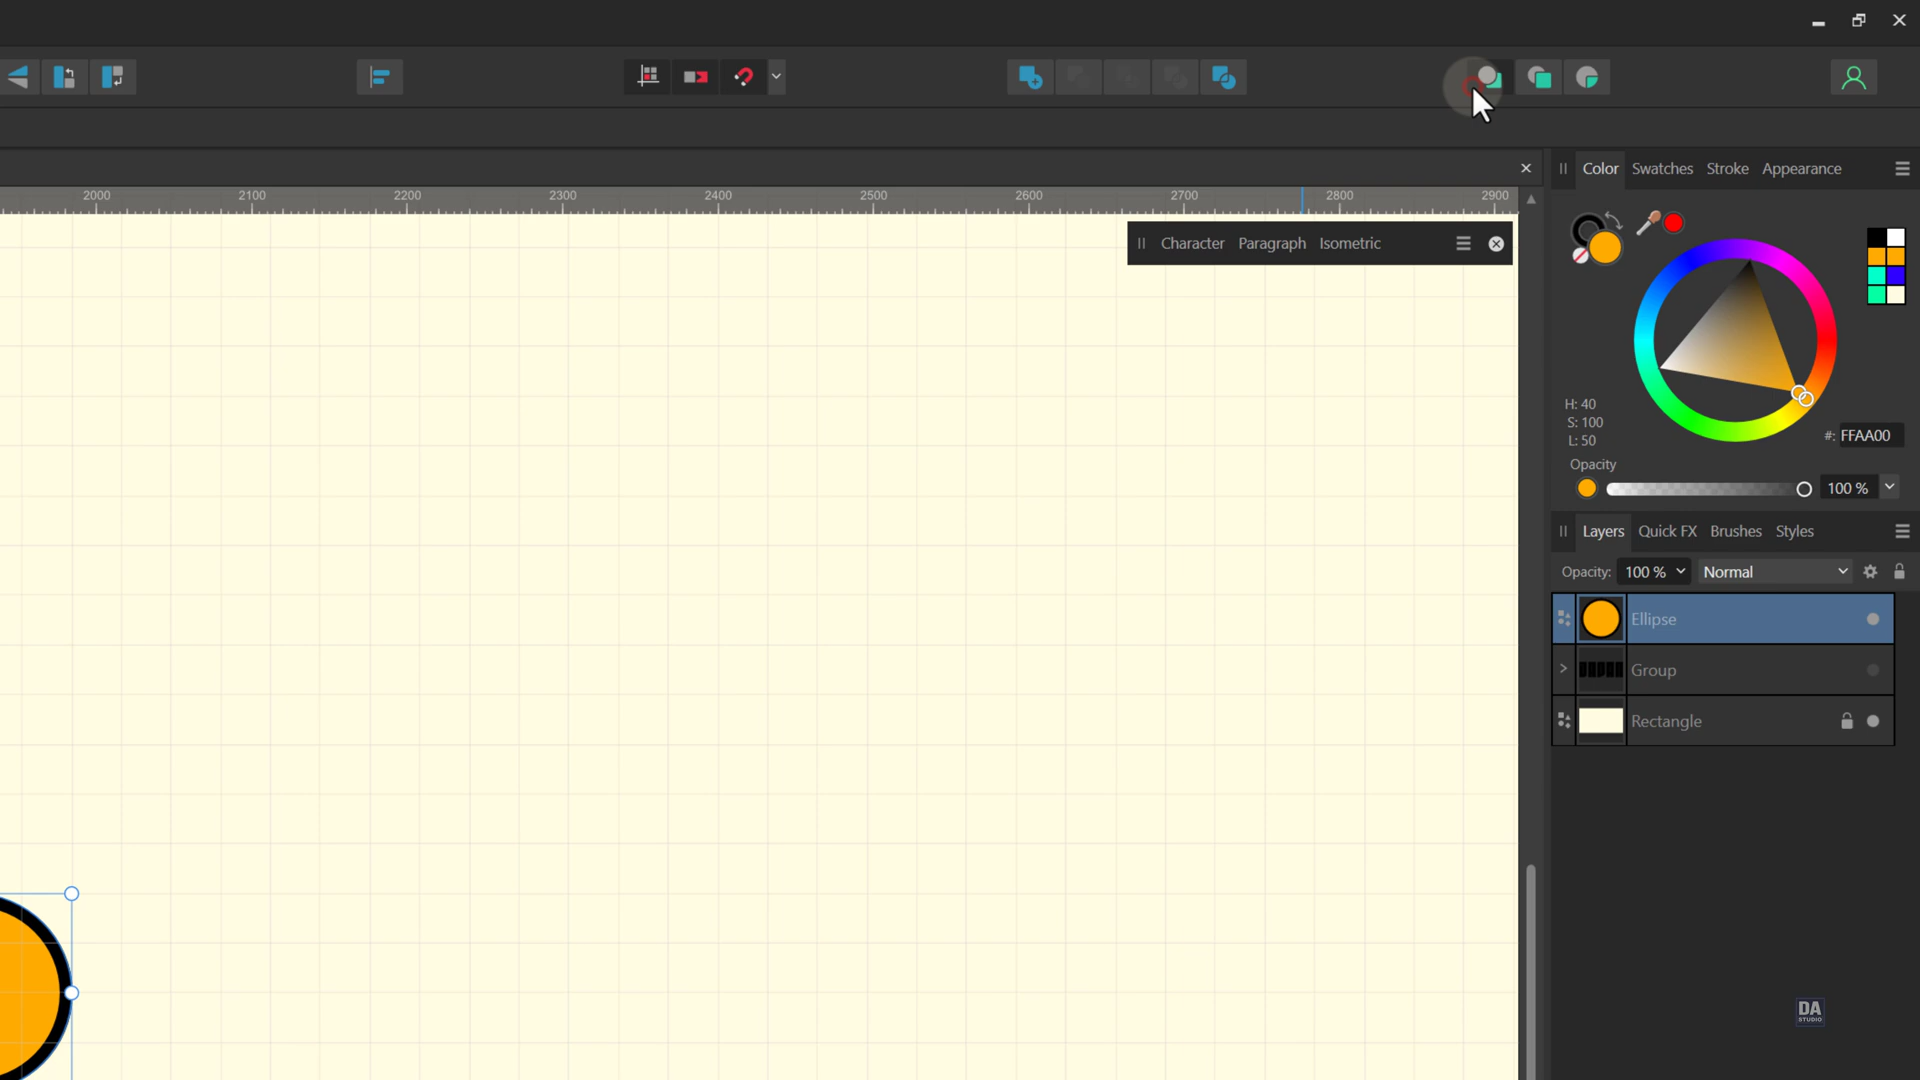 2000 2100 2200 2300 2400 2500 2600 2700 2800 2900
Character Paragraph Isometric
Color Swatches Stroke Appearance
H: 40
S: 100
L: 50
#: FFAA00
Opacity
100 %
Layers Quick FX Brushes Styles
Opacity: 100 % Normal
Ellipse
Group
Rectangle
DA
STUDIO